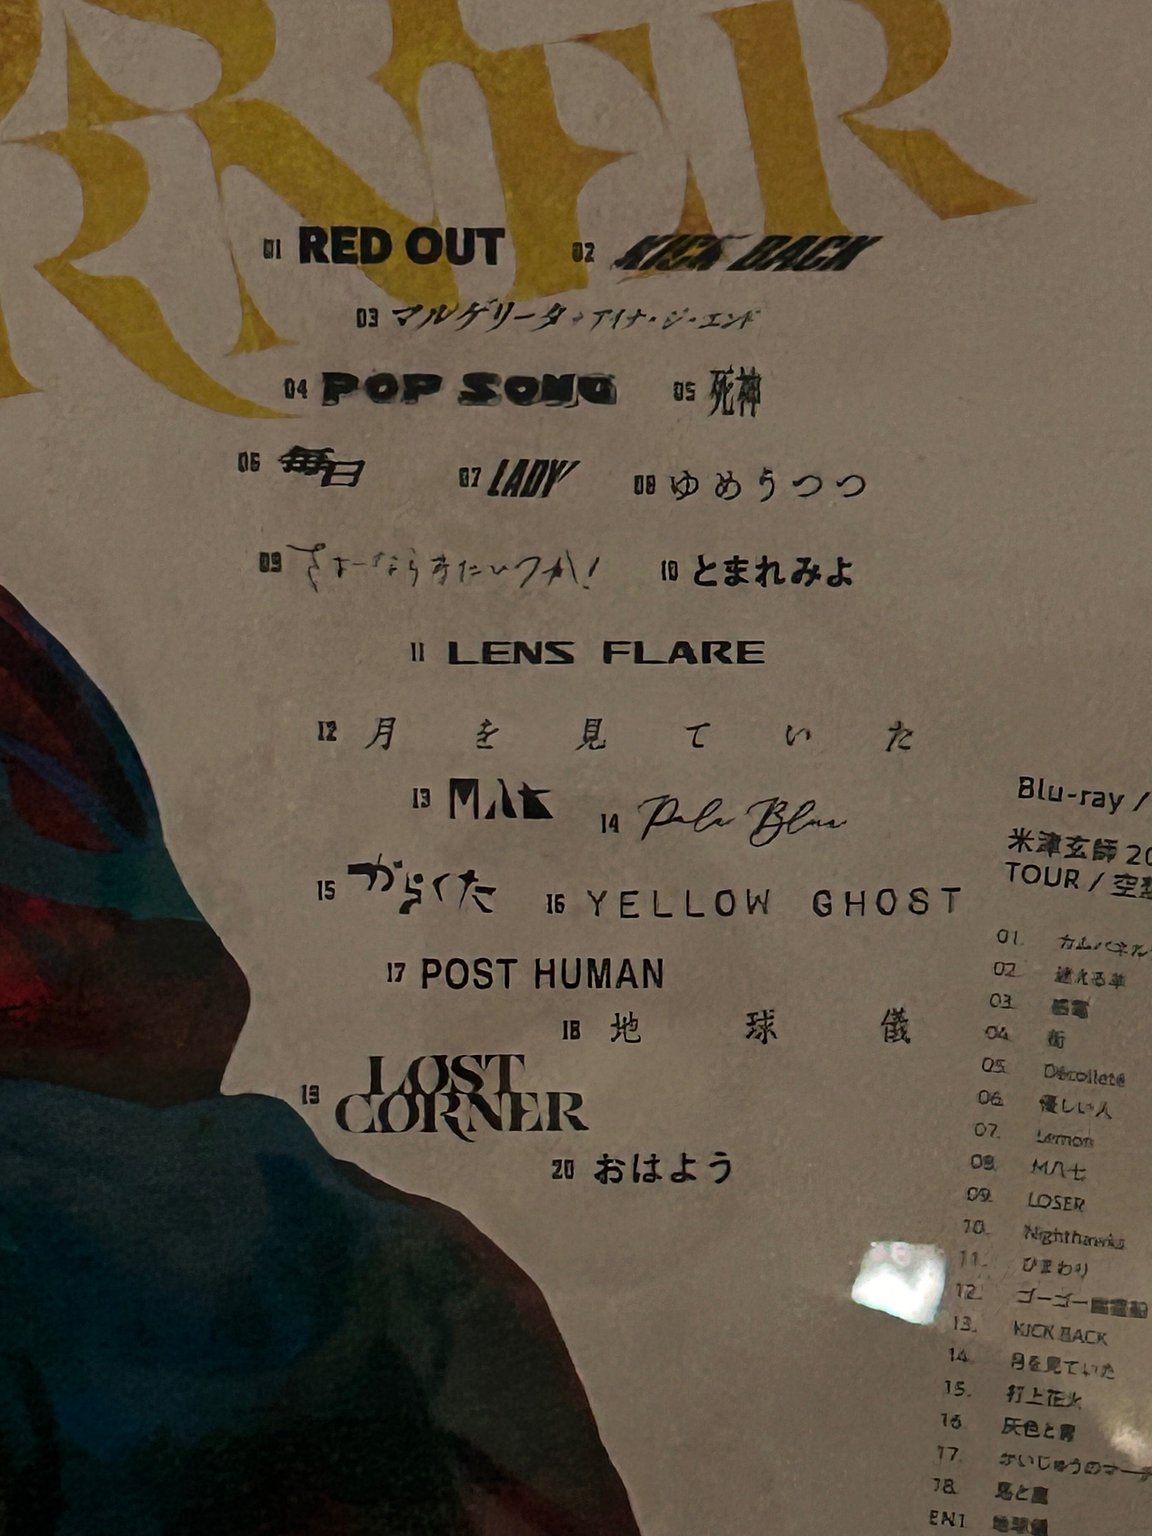 CORNER
01 RED OUT 02 KICK BACK
03 マルゲリータ + アイナ・ジ・エンド
04 POP SONG 05 死神
06 毎日 07 LADY 08 ゆめうつつ
09 さよーならまたいつか! 10 とまれみよ
11 LENS FLARE
12 月を見ていた
13 M八七 14 Pale Blue
15 がらくた 16 YELLOW GHOST
17 POST HUMAN
18 地球儀
19 LOST CORNER
20 おはよう
Blu-ray /
米津玄師 20
TOUR / 空想
01. カムパネル
02. 迷える羊
03. 感電
04. 街
05. Décolleté
06. 優しい人
07. Lemon
08. M八七
09. LOSER
10. Nighthawks
11. ひまわり
12. ゴーゴー幽霊船
13. KICK BACK
14. 月を見ていた
15. 打上花火
16. 灰色と青
17. かいじゅうのマーチ
18. 馬と鹿
EN1. 地球儀